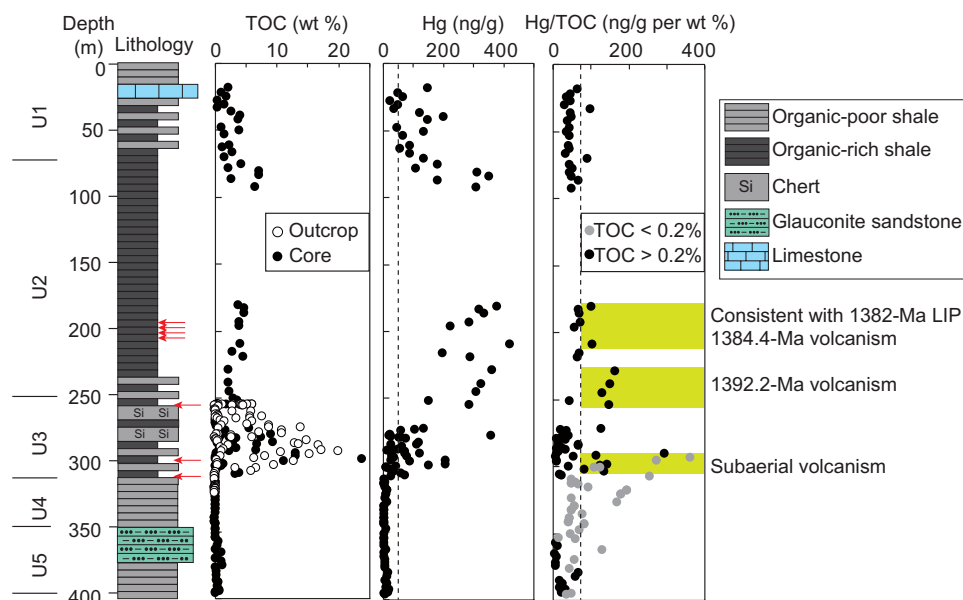 Depth
(m)
Lithology
TOC (wt %)
Hg (ng/g)
Hg/TOC (ng/g per wt %)
0 10 20
0 200 400
0 200 400
0
50
100
150
200
250
300
350
400
U1
U2
U3
U4
U5
Si Si
Si Si
Outcrop
Core
TOC < 0.2%
TOC > 0.2%
Organic-poor shale
Organic-rich shale
Si Chert
Glauconite sandstone
Limestone
Consistent with 1382-Ma LIP
1384.4-Ma volcanism
1392.2-Ma volcanism
Subaerial volcanism